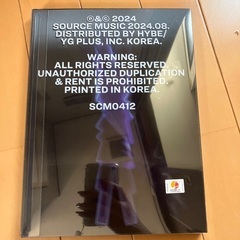 ℗&© 2024
SOURCE MUSIC 2024.08.
DISTRIBUTED BY HYBE/
YG PLUS, INC. KOREA.
WARNING:
ALL RIGHTS RESERVED.
UNAUTHORIZED DUPLICATION
& RENT IS PROHIBITED.
PRINTED IN KOREA.
SCM0412